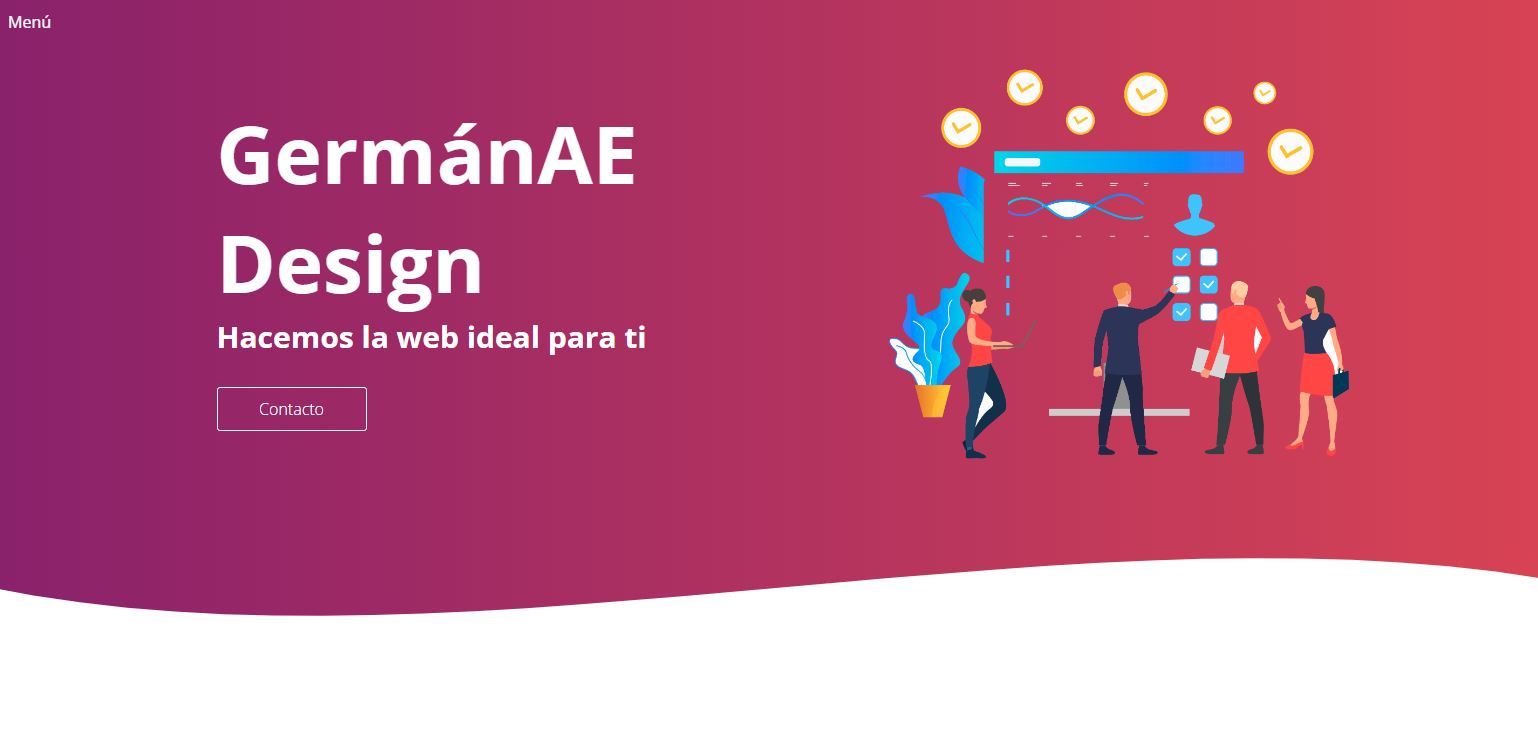 Menú
GermánAE
Design
Hacemos la web ideal para ti
Contacto